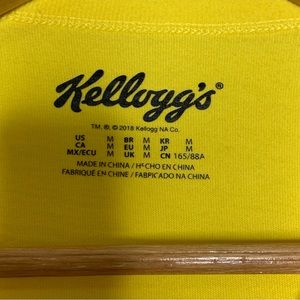 Kellogg's®
TM, ®, © 2018 Kellogg NA Co.
US M BR M KR M
CA M EU M JP M
MX/ECU M UK M CN 165/88A
MADE IN CHINA / HECHO EN CHINA
FABRIQUÉ EN CHINE / FABRICADO NA CHINA